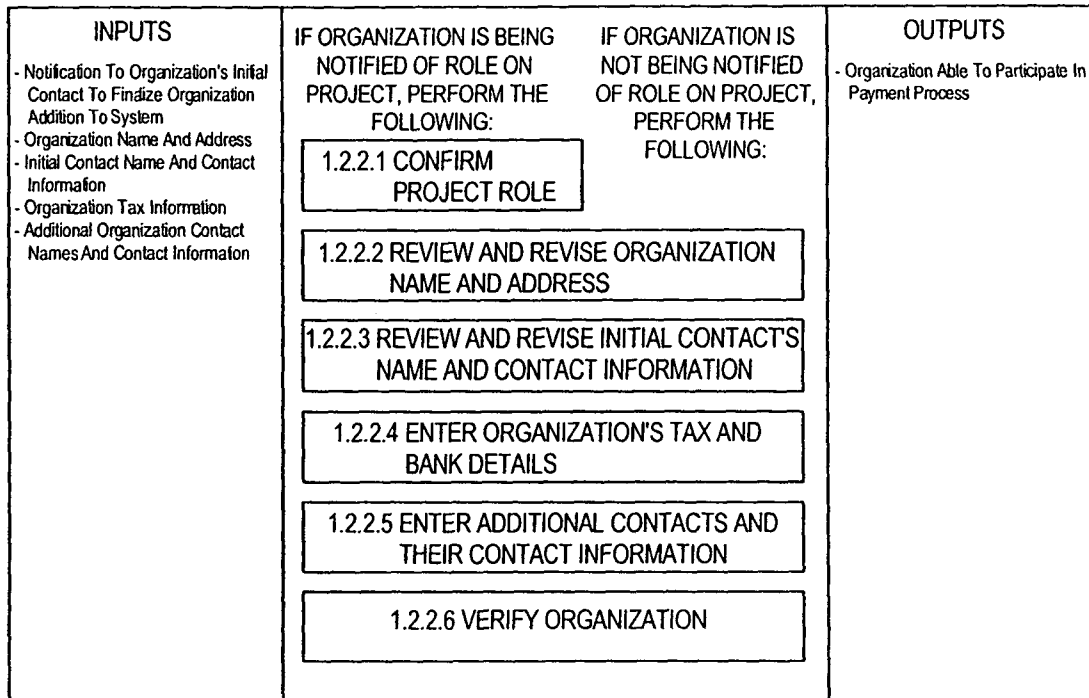 INPUTS
- Notification To Organization's Initial
Contact To Finalize Organization
Addition To System
- Organization Name And Address
- Initial Contact Name And Contact
Information
- Organization Tax Information
- Additional Organization Contact
Names And Contact Information
IF ORGANIZATION IS BEING
NOTIFIED OF ROLE ON
PROJECT, PERFORM THE
FOLLOWING:
IF ORGANIZATION IS
NOT BEING NOTIFIED
OF ROLE ON PROJECT,
PERFORM THE
FOLLOWING:
1.2.2.1 CONFIRM
PROJECT ROLE
1.2.2.2 REVIEW AND REVISE ORGANIZATION
NAME AND ADDRESS
1.2.2.3 REVIEW AND REVISE INITIAL CONTACT'S
NAME AND CONTACT INFORMATION
1.2.2.4 ENTER ORGANIZATION'S TAX AND
BANK DETAILS
1.2.2.5 ENTER ADDITIONAL CONTACTS AND
THEIR CONTACT INFORMATION
1.2.2.6 VERIFY ORGANIZATION
OUTPUTS
- Organization Able To Participate In
Payment Process